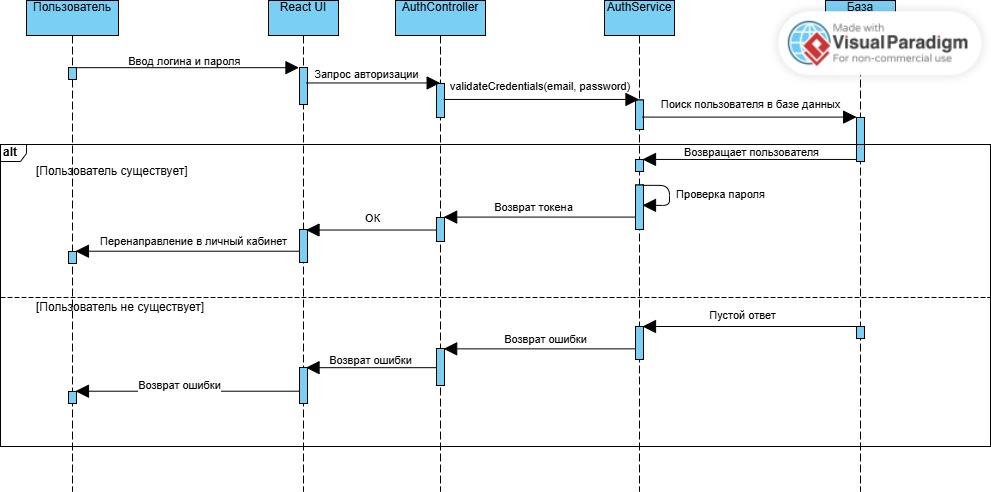 Пользователь
React UI
AuthController
AuthService
База
Made with
Visual Paradigm
For non-commercial use
Ввод логина и пароля
Запрос авторизации
validateCredentials(email, password)
Поиск пользователя в базе данных
alt
Возвращает пользователя
[Пользователь существует]
Проверка пароля
Возврат токена
ОК
Перенаправление в личный кабинет
[Пользователь не существует]
Пустой ответ
Возврат ошибки
Возврат ошибки
Возврат ошибки